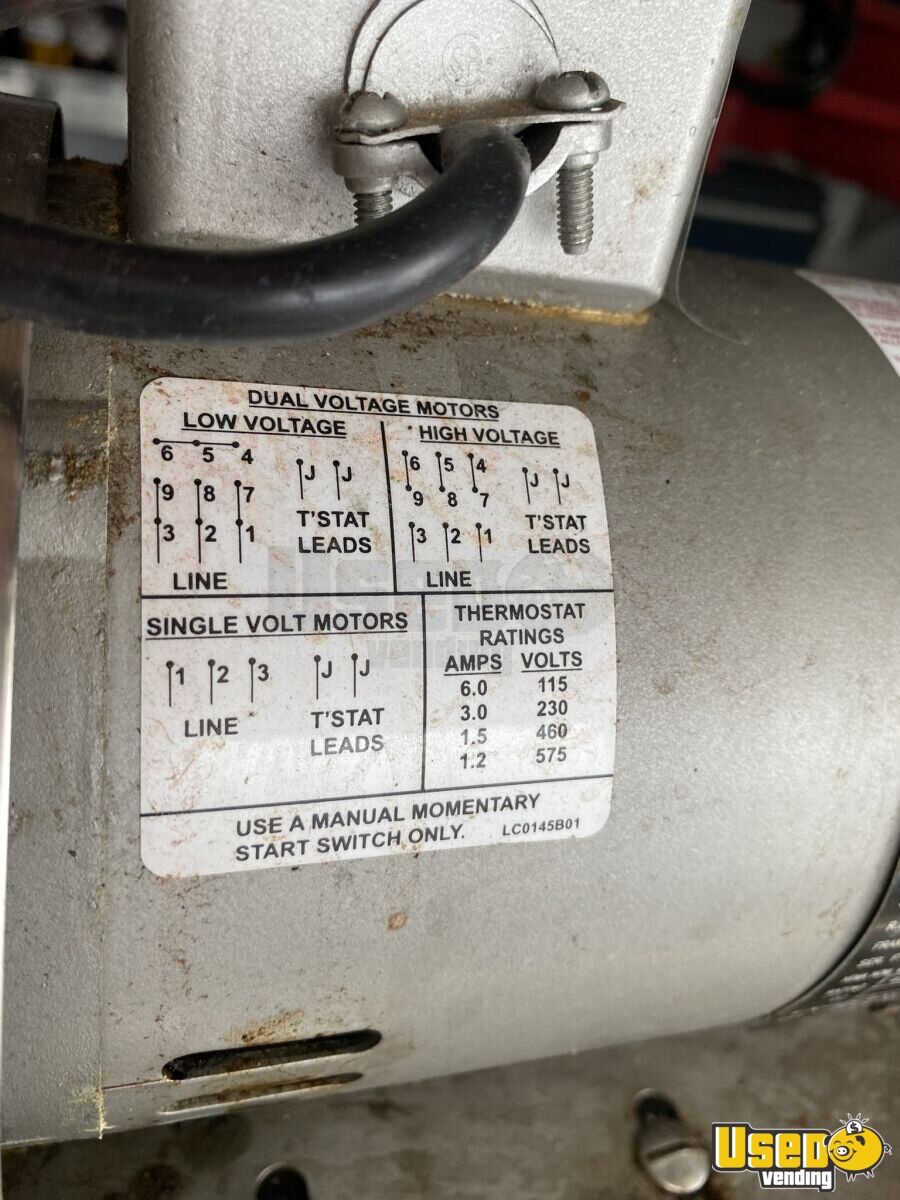 DUAL VOLTAGE MOTORS
LOW VOLTAGE
6 5 4
9 8 7 J J
3 2 1
T'STAT
LEADS
LINE
HIGH VOLTAGE
6 5 4
9 8 7 J J
3 2 1
T'STAT
LEADS
LINE
SINGLE VOLT MOTORS
1 2 3 J J
LINE
T'STAT
LEADS
THERMOSTAT
RATINGS
AMPS VOLTS
6.0 115
3.0 230
1.5 460
1.2 575
USE A MANUAL MOMENTARY
START SWITCH ONLY. LC0145B01
USED
vending
USED
vending